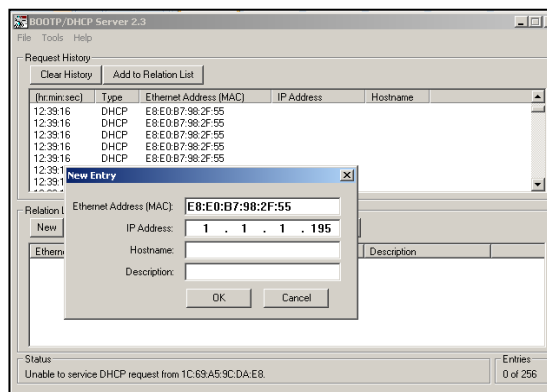 BOOTP/DHCP Server 2.3
File Tools Help
Request History
Clear History Add to Relation List
(hr:min:sec) Type Ethernet Address (MAC) IP Address Hostname
12:39:16 DHCP E8:E0:B7:98:2F:55
12:39:16 DHCP E8:E0:B7:98:2F:55
12:39:16 DHCP E8:E0:B7:98:2F:55
12:39:16 DHCP E8:E0:B7:98:2F:55
12:39:16 DHCP E8:E0:B7:98:2F:55
New Entry
Ethernet Address (MAC): E8:E0:B7:98:2F:55
IP Address: 1 . 1 . 1 . 195
Hostname:
Description:
OK Cancel
New
Description
Status
Unable to service DHCP request from 1C:69:A5:9C:DA:E8.
Entries
0 of 256